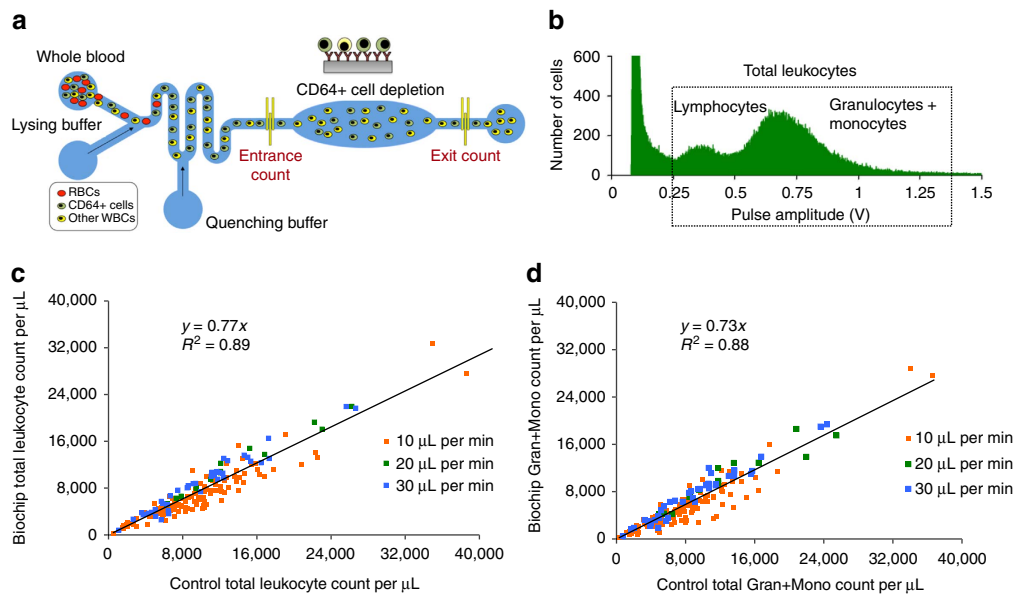 a
Whole blood
Lysing buffer
RBCs
CD64+ cells
Other WBCs
Quenching buffer
CD64+ cell depletion
Entrance
count
Exit count
b
Number of cells
600
400
200
0
Total leukocytes
Lymphocytes
Granulocytes +
monocytes
0 0.25 0.5 0.75 1 1.25 1.5
Pulse amplitude (V)
c
Biochip total leukocyte count per μL
40,000
32,000
24,000
16,000
8,000
0
y = 0.77x
R² = 0.89
10 μL per min
20 μL per min
30 μL per min
0 8,000 16,000 24,000 32,000 40,000
Control total leukocyte count per μL
d
Biochip Gran+Mono count per μL
40,000
32,000
24,000
16,000
8,000
0
y = 0.73x
R² = 0.88
10 μL per min
20 μL per min
30 μL per min
0 8,000 16,000 24,000 32,000 40,000
Control total Gran+Mono count per μL